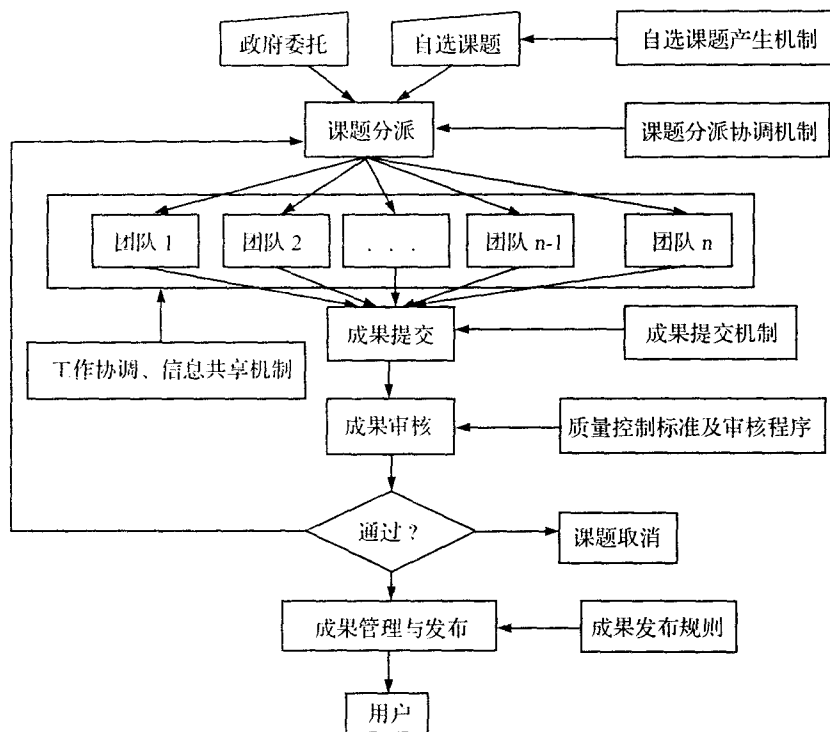 政府委托
自选课题
自选课题产生机制
课题分派
课题分派协调机制
团队 1
团队 2
. . .
团队 n-1
团队 n
成果提交
成果提交机制
工作协调、信息共享机制
成果审核
质量控制标准及审核程序
通过?
课题取消
成果管理与发布
成果发布规则
用户